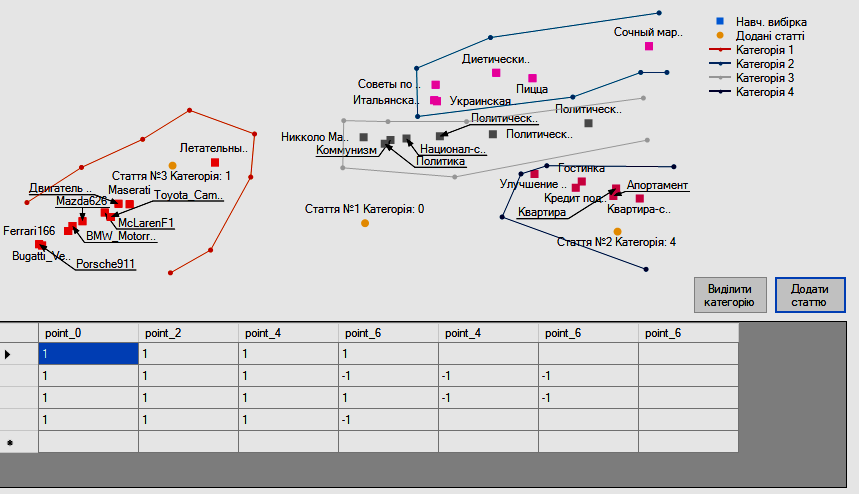 Сочный мар..
Навч. вибірка
Додані статті
Категорія 1
Категорія 2
Категорія 3
Категорія 4
Диетически..
Советы по ..
Пицца
Итальянска..
Украинская
Политическ..
Политическ..
Никколо Ма..
Политическ..
Коммунизм
Национал-с..
Политика
Летательны..
Стаття №3 Категорія: 1
Гостинка
Двигатель ..
Maserati
Улучшение ..
Апортамент
Mazda626
Toyota_Cam..
Кредит под..
Стаття №1 Категорія: 0
Квартира
Квартира-с..
McLarenF1
Ferrari166
BMW_Motorr..
Стаття №2 Категорія: 4
Bugatti_Ve..
Porsche911
Виділити категорію
Додати статтю
point_0 point_2 point_4 point_6 point_4 point_6 point_6
1 1 1 1
1 1 1 -1 -1 -1
1 1 1 1 -1 -1
1 1 1 -1